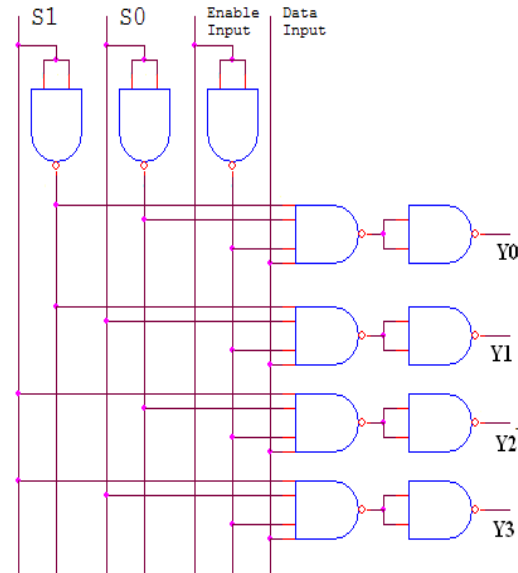 S1 S0 Enable Input Data Input
Y0
Y1
Y2
Y3